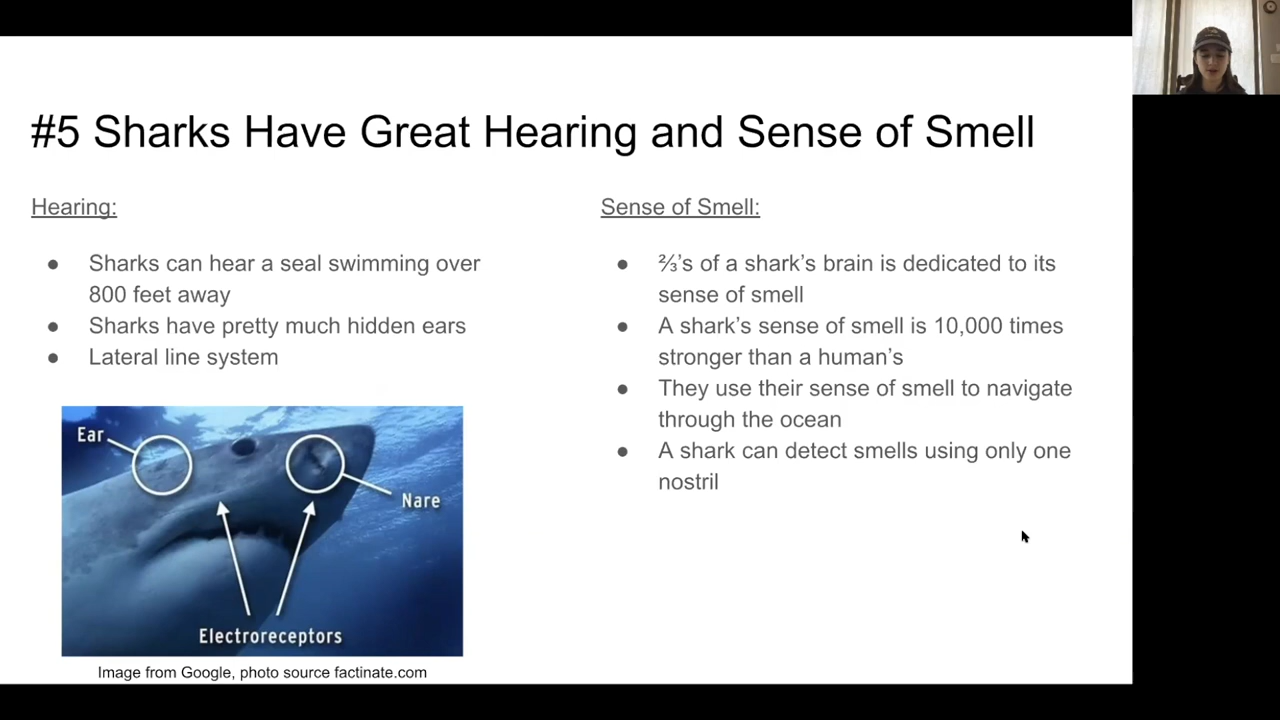 #5 Sharks Have Great Hearing and Sense of Smell
Hearing:
● Sharks can hear a seal swimming over
800 feet away
● Sharks have pretty much hidden ears
● Lateral line system
Ear
Nare
Electroreceptors
Image from Google, photo source factinate.com
Sense of Smell:
● ⅔’s of a shark’s brain is dedicated to its
sense of smell
● A shark’s sense of smell is 10,000 times
stronger than a human’s
● They use their sense of smell to navigate
through the ocean
● A shark can detect smells using only one
nostril